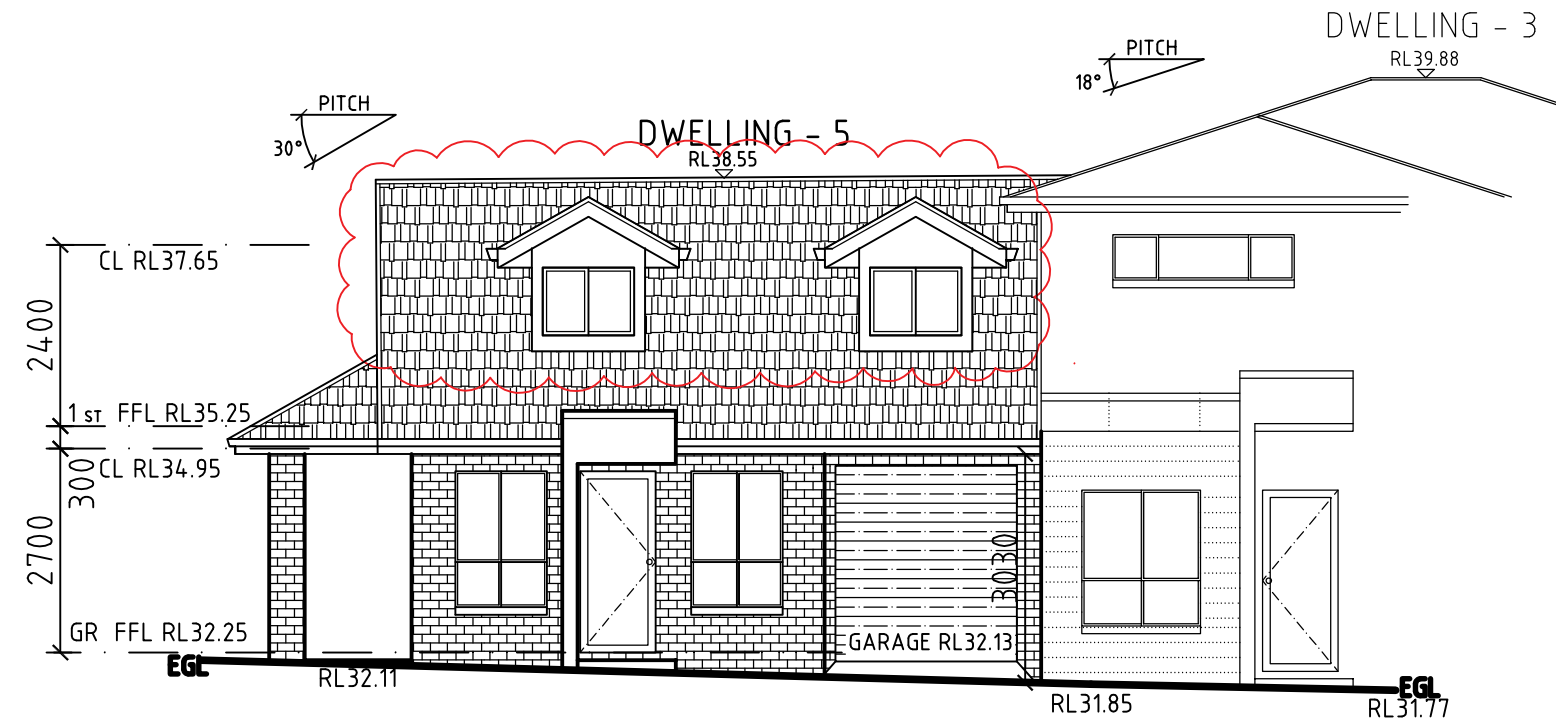 DWELLING - 3
RL39.88
PITCH
18°
PITCH
30°
DWELLING - 5
RL38.55
CL RL37.65
2400
1 ST FFL RL35.25
300
CL RL34.95
2700
3030
GR FFL RL32.25
GARAGE RL32.13
EGL
RL32.11
EGL
RL31.85
RL31.77